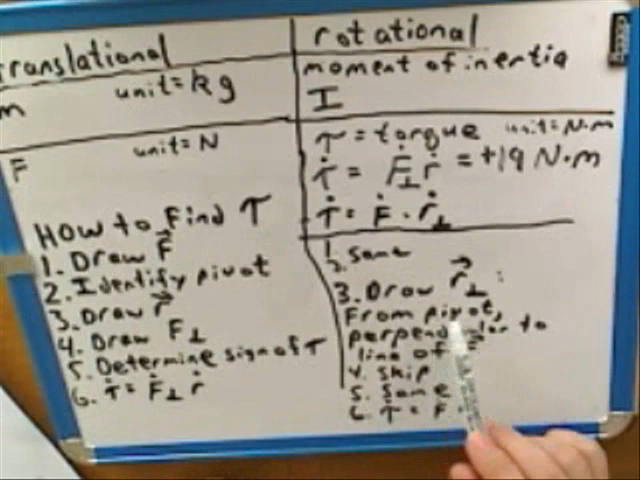 translational
unit = kg
m
unit = N
F
rotational
moment of inertia
I
τ = torque unit = N·m
τ = F⊥ r = +19 N·m
τ = F · r⊥
How to Find τ
1. Draw F
2. Identify pivot
3. Draw r
4. Draw F⊥
5. Determine sign of τ
6. τ = F⊥ r
1.
2. Same
3. Draw r⊥:
From pivot,
to
line of
4. Skip
5. Same
6. τ = F